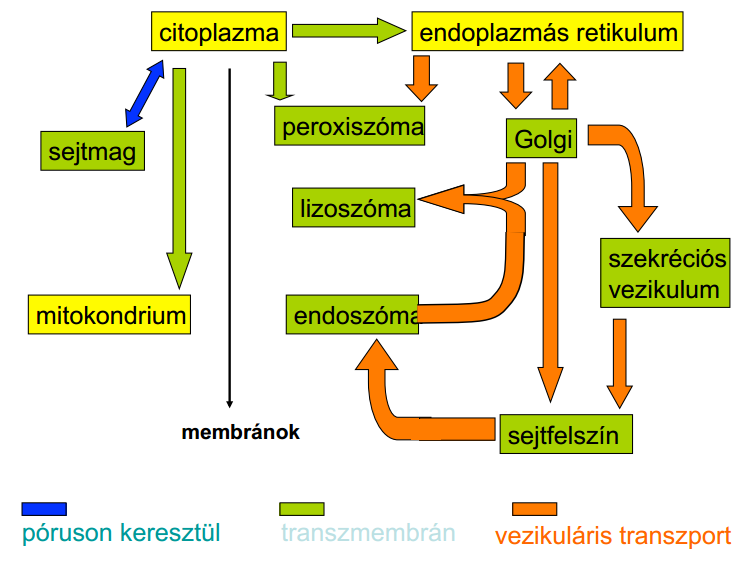 citoplazma
endoplazmás retikulum
peroxiszóma
Golgi
sejtmag
lizoszóma
szekréciós
vezikulum
mitokondrium
endoszóma
membránok
sejtfelszín
póruson keresztül
transzmembrán
vezikuláris transzport